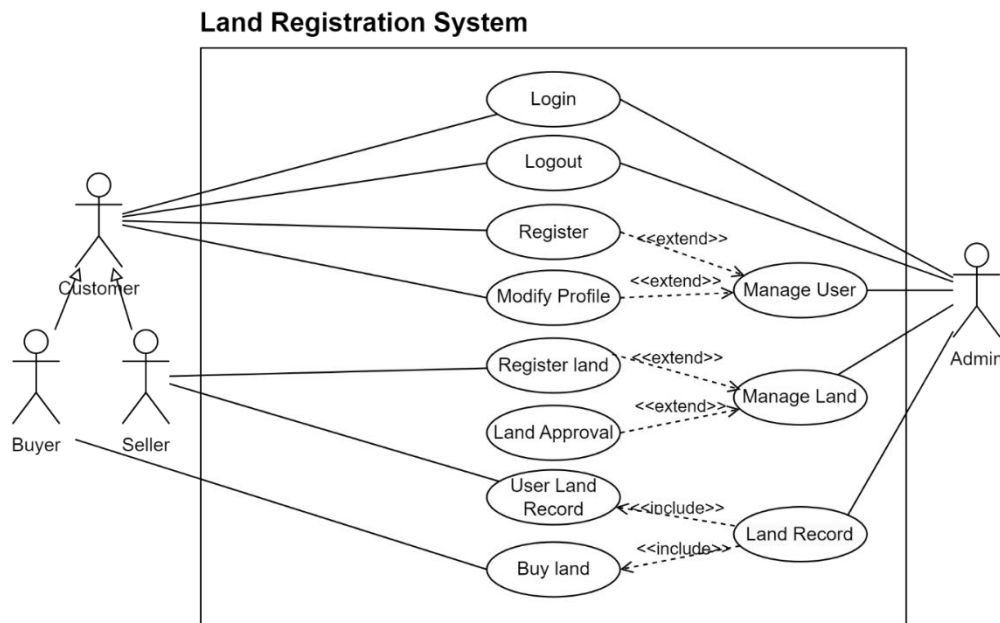 Land Registration System
Login
Logout
Register
<<extend>>
Customer
Modify Profile
<<extend>>
Manage User
Admin
Buyer
Seller
Register land
<<extend>>
Manage Land
<<extend>>
Land Approval
User Land
Record
<<include>>
Land Record
<<include>>
Buy land